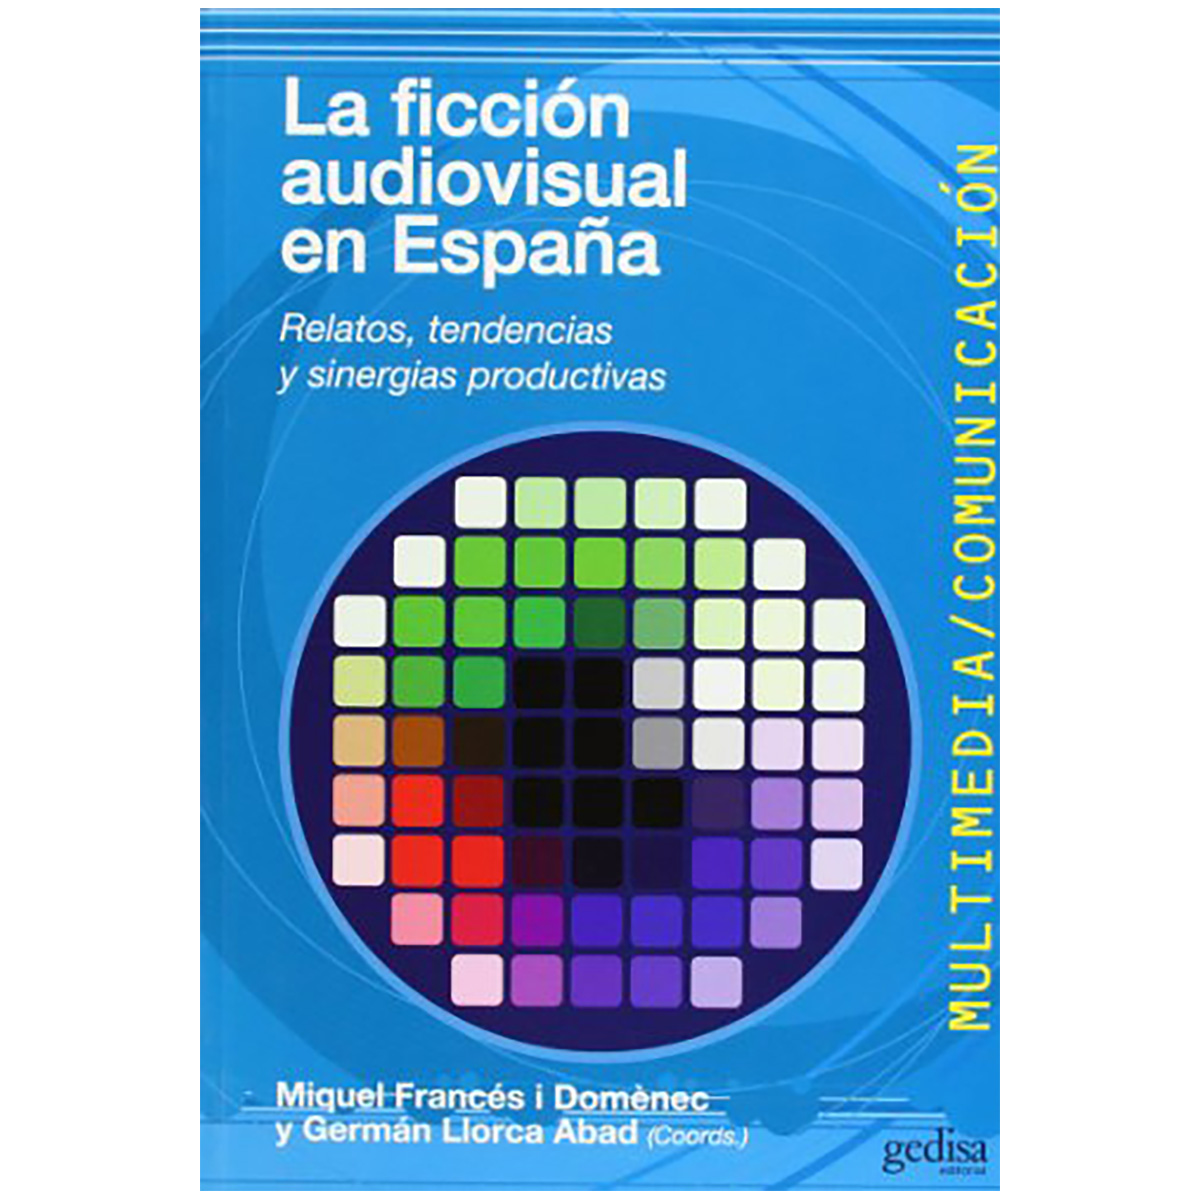 La ficción
audiovisual
en España
Relatos, tendencias
y sinergias productivas
MULTIMEDIA/COMUNICACIÓN
Miquel Francés i Domènec
y Germán Llorca Abad (Coords.)
gedisa
editorial